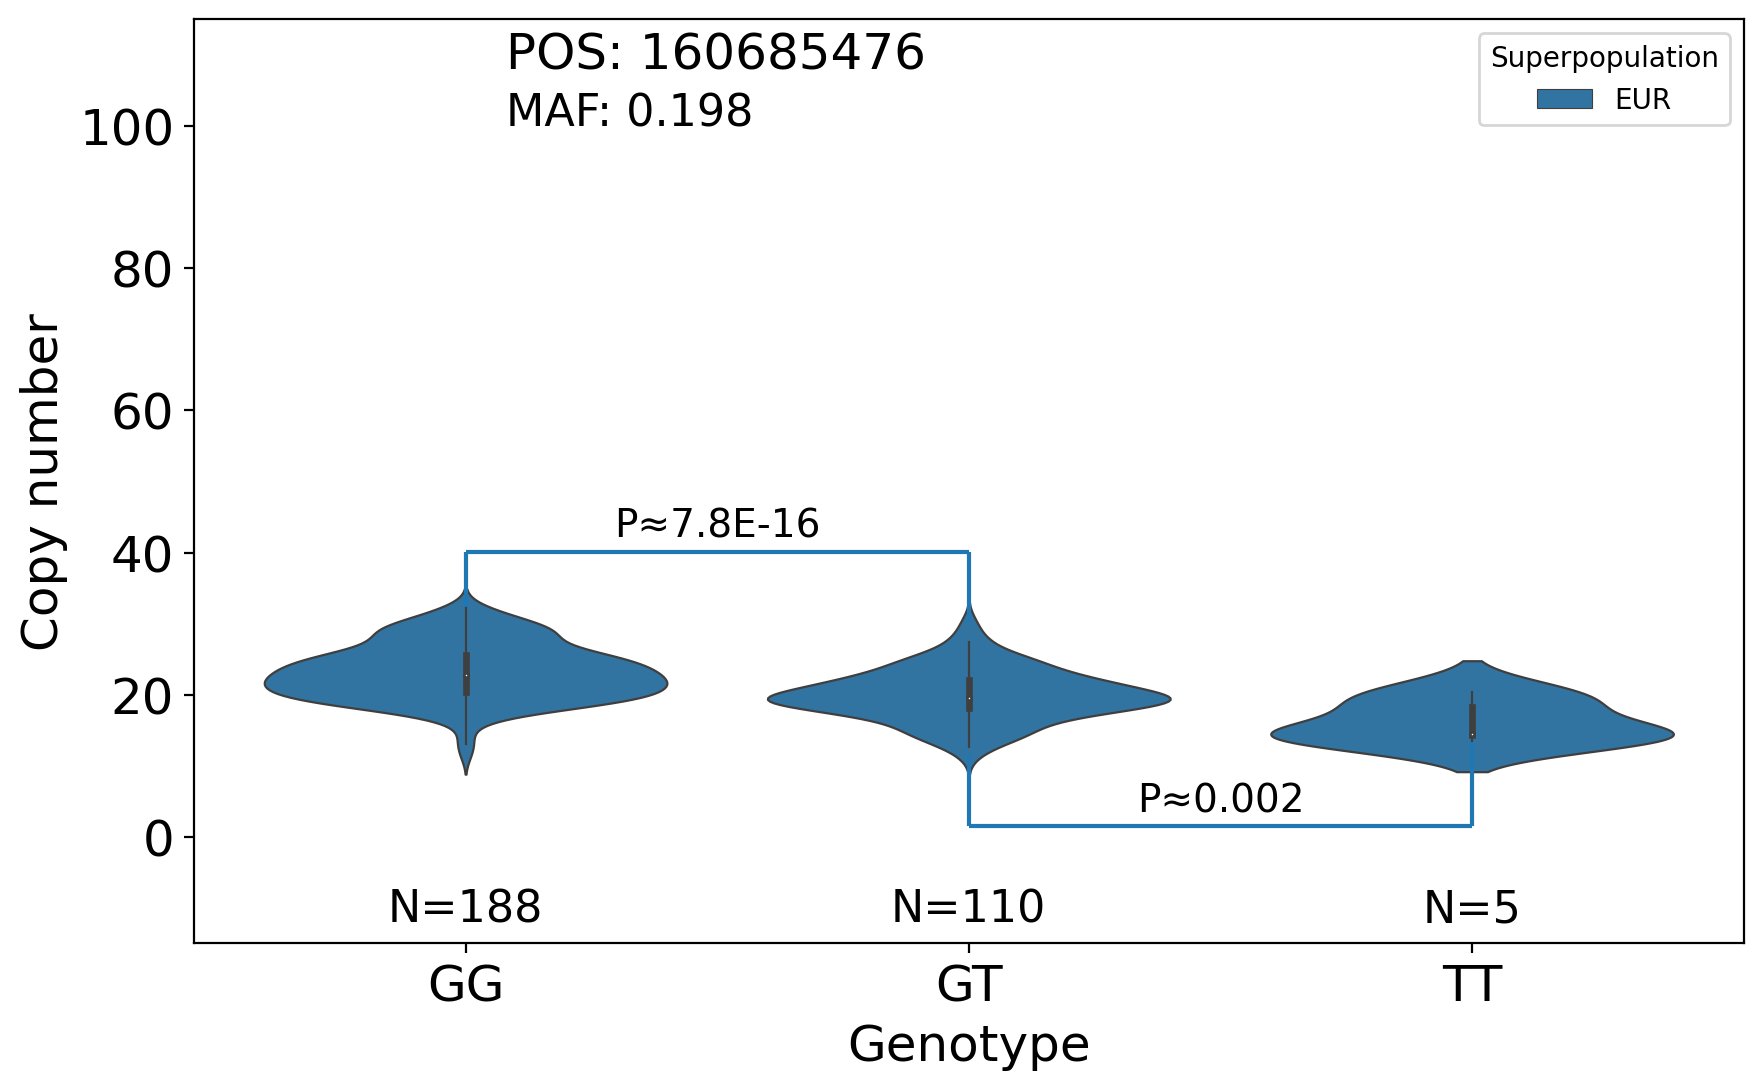 POS: 160685476
MAF: 0.198
Superpopulation
EUR
100
80
60
40
20
0
Copy number
P≈7.8E-16
P≈0.002
N=188
N=110
N=5
GG
GT
TT
Genotype